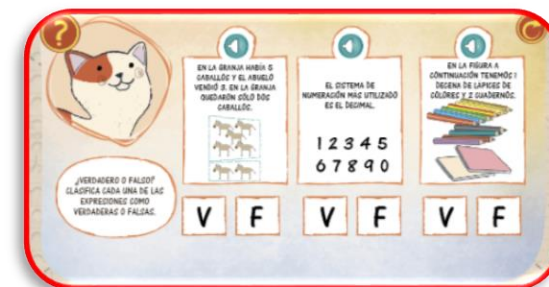 ?
EN LA GRANJA HABÍA 5
CABALLOS Y EL ABUELO
VENDIÓ 3. EN LA GRANJA
QUEDARON SÓLO DOS
CABALLOS.
EL SISTEMA DE
NUMERACIÓN MÁS UTILIZADO
ES EL DECIMAL.
1 2 3 4 5
6 7 8 9 0
EN LA FIGURA A
CONTINUACIÓN TENEMOS 1
DECENA DE LÁPICES DE
COLORES Y 2 CUADERNOS.
¿VERDADERO O FALSO?
CLASIFICA CADA UNA DE LAS
EXPRESIONES COMO
VERDADERAS O FALSAS.
V F V F V F